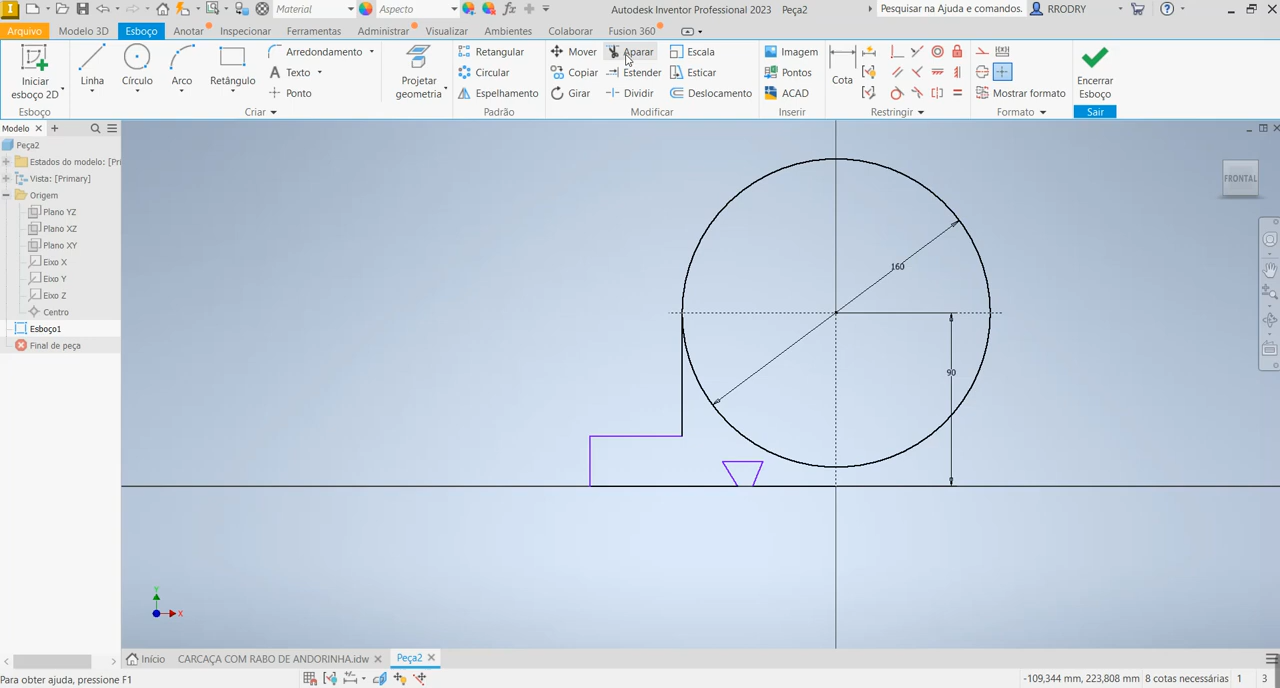 I PRO Material Aspecto fx Autodesk Inventor Professional 2023 Peça2 Pesquisar na Ajuda e comandos. RRODRY ?
Arquivo Modelo 3D Esboço Anotar Inspecionar Ferramentas Administrar Visualizar Ambientes Colaborar Fusion 360
Iniciar esboço 2D
Linha
Círculo
Arco
Retângulo
Arredondamento
A Texto
Ponto
Projetar geometria
Retangular
Circular
Espelhamento
Mover
Copiar
Girar
Aparar
Estender
Dividir
Escala
Esticar
Deslocamento
Imagem
Pontos
ACAD
Cota
Mostrar formato
Encerrar Esboço
Esboço Criar Padrão Modificar Inserir Restringir Formato Sair
Modelo
Peça2
Estados do modelo: [Pri
Vista: [Primary]
Origem
Plano YZ
Plano XZ
Plano XY
Eixo X
Eixo Y
Eixo Z
Centro
Esboço1
Final de peça
FRONTAL
160
90
Y
X
Início CARCAÇA COM RABO DE ANDORINHA.idw Peça2
Para obter ajuda, pressione F1 -109,344 mm, 223,808 mm 8 cotas necessárias 1 3